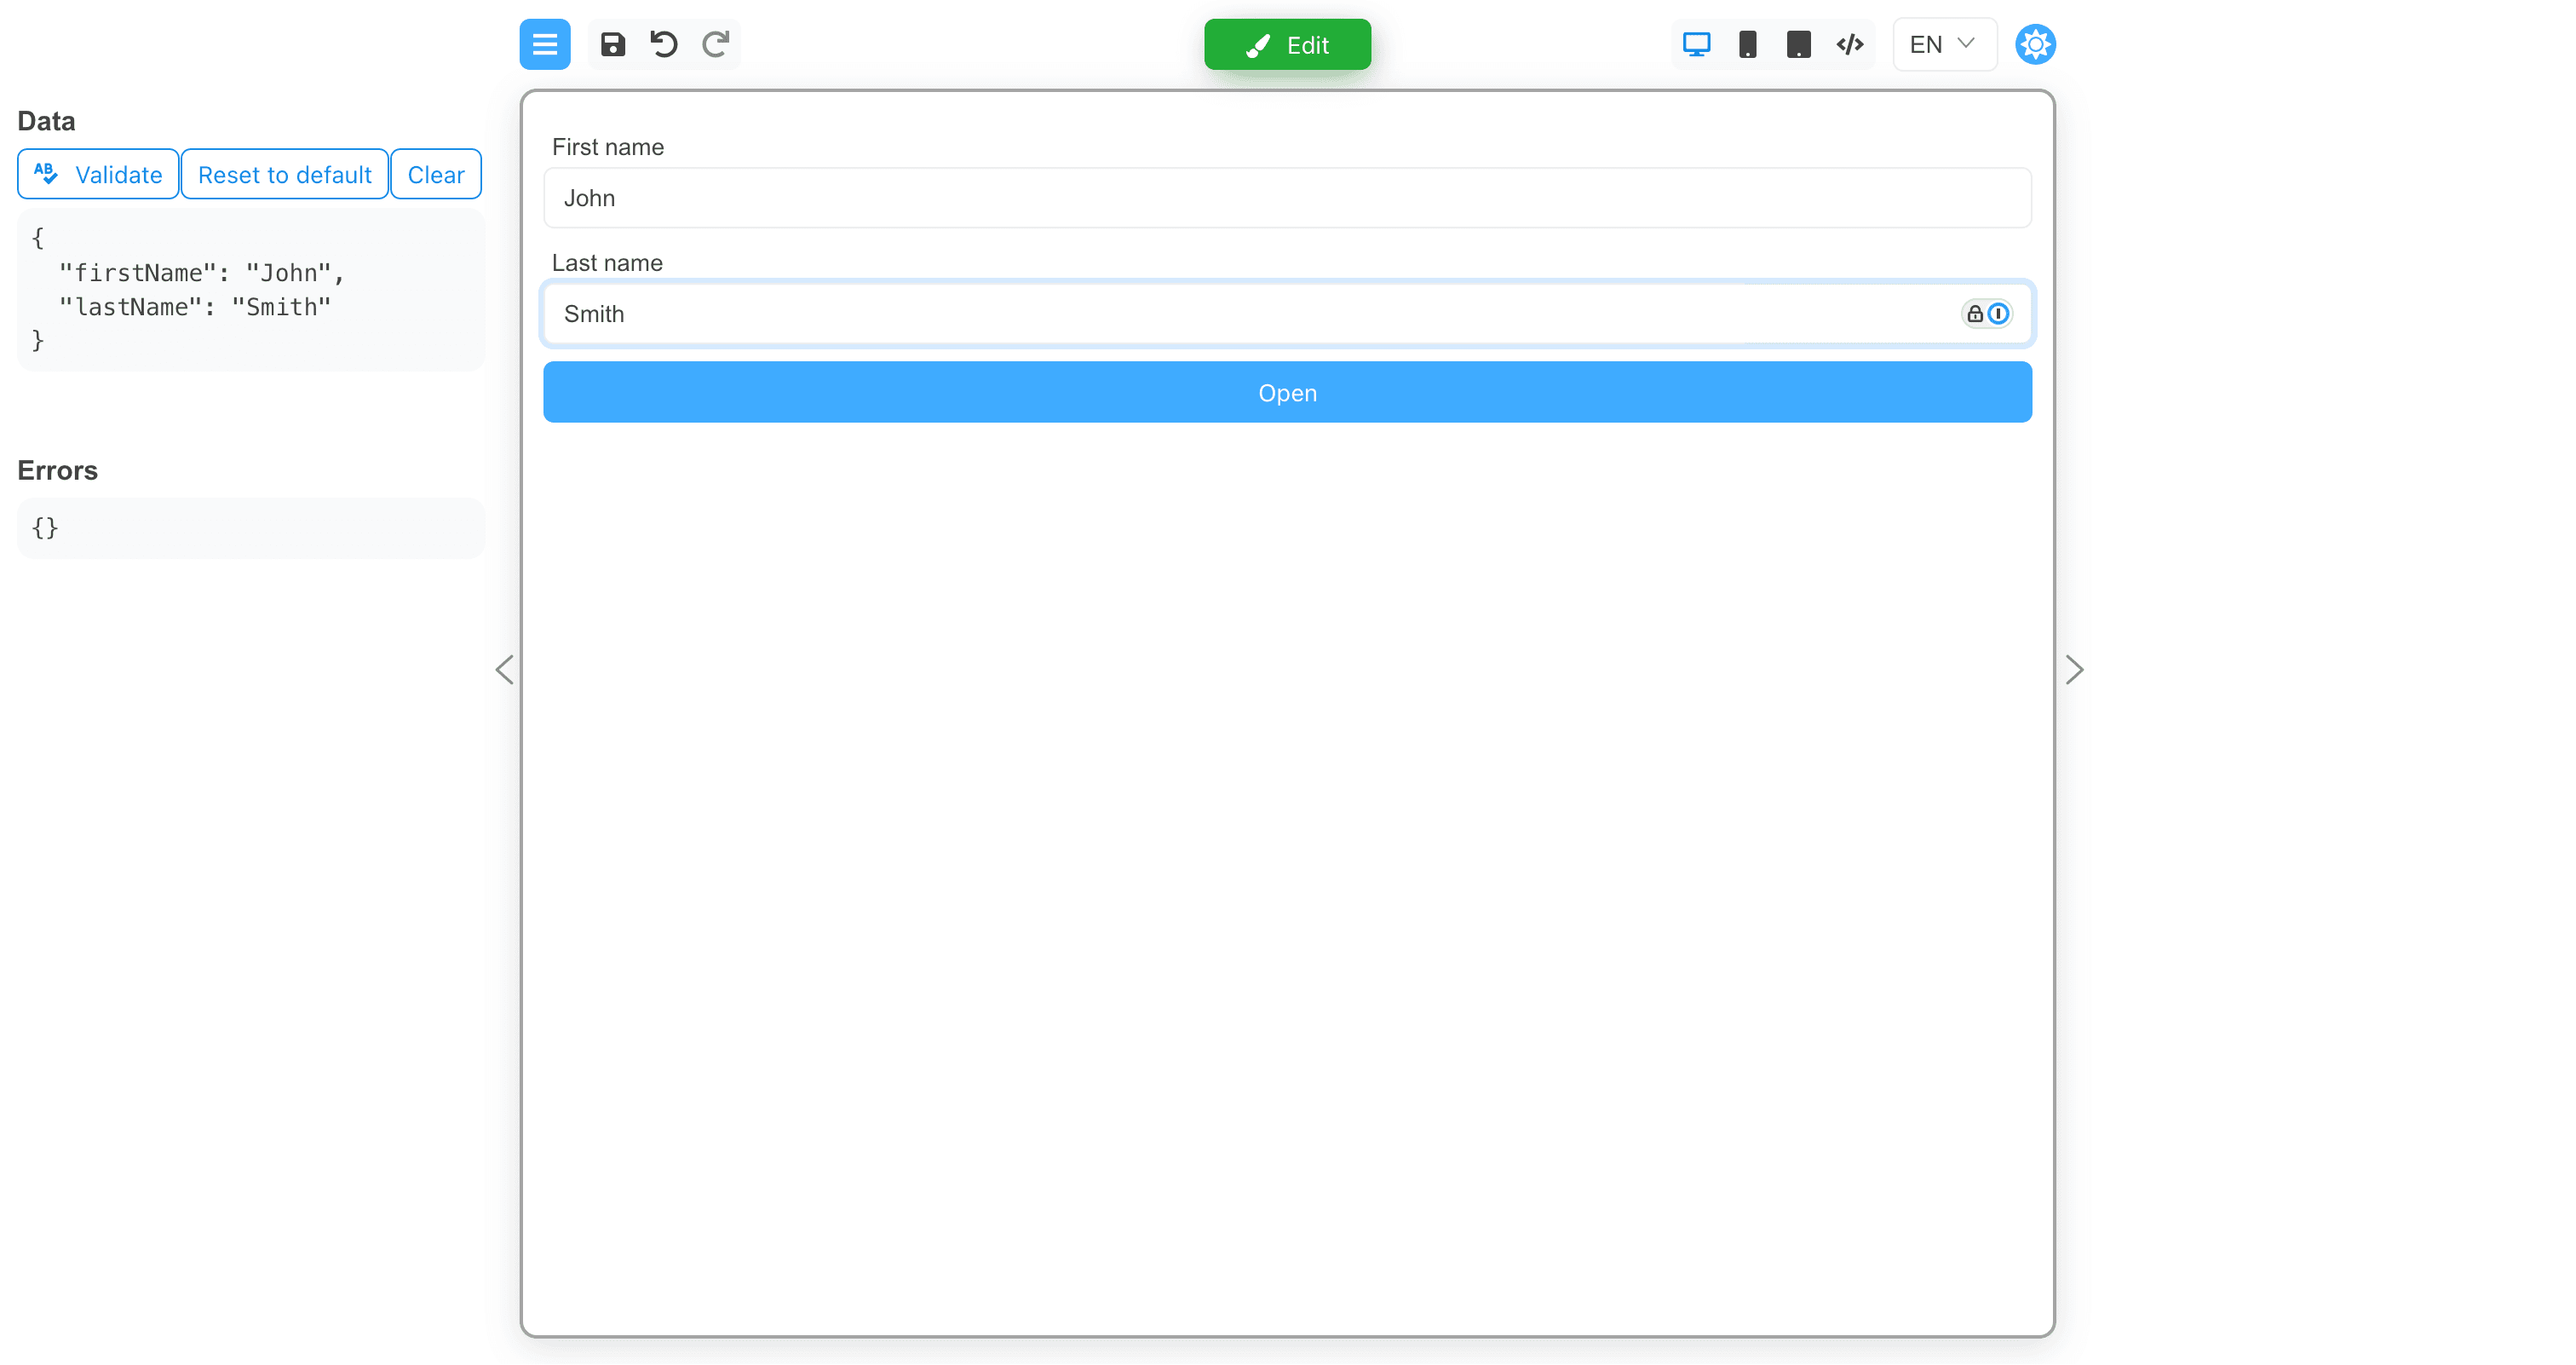 Edit
EN
Data
Validate
Reset to default
Clear
{
"firstName": "John",
"lastName": "Smith"
}
Errors
{}
First name
John
Last name
Smith
Open